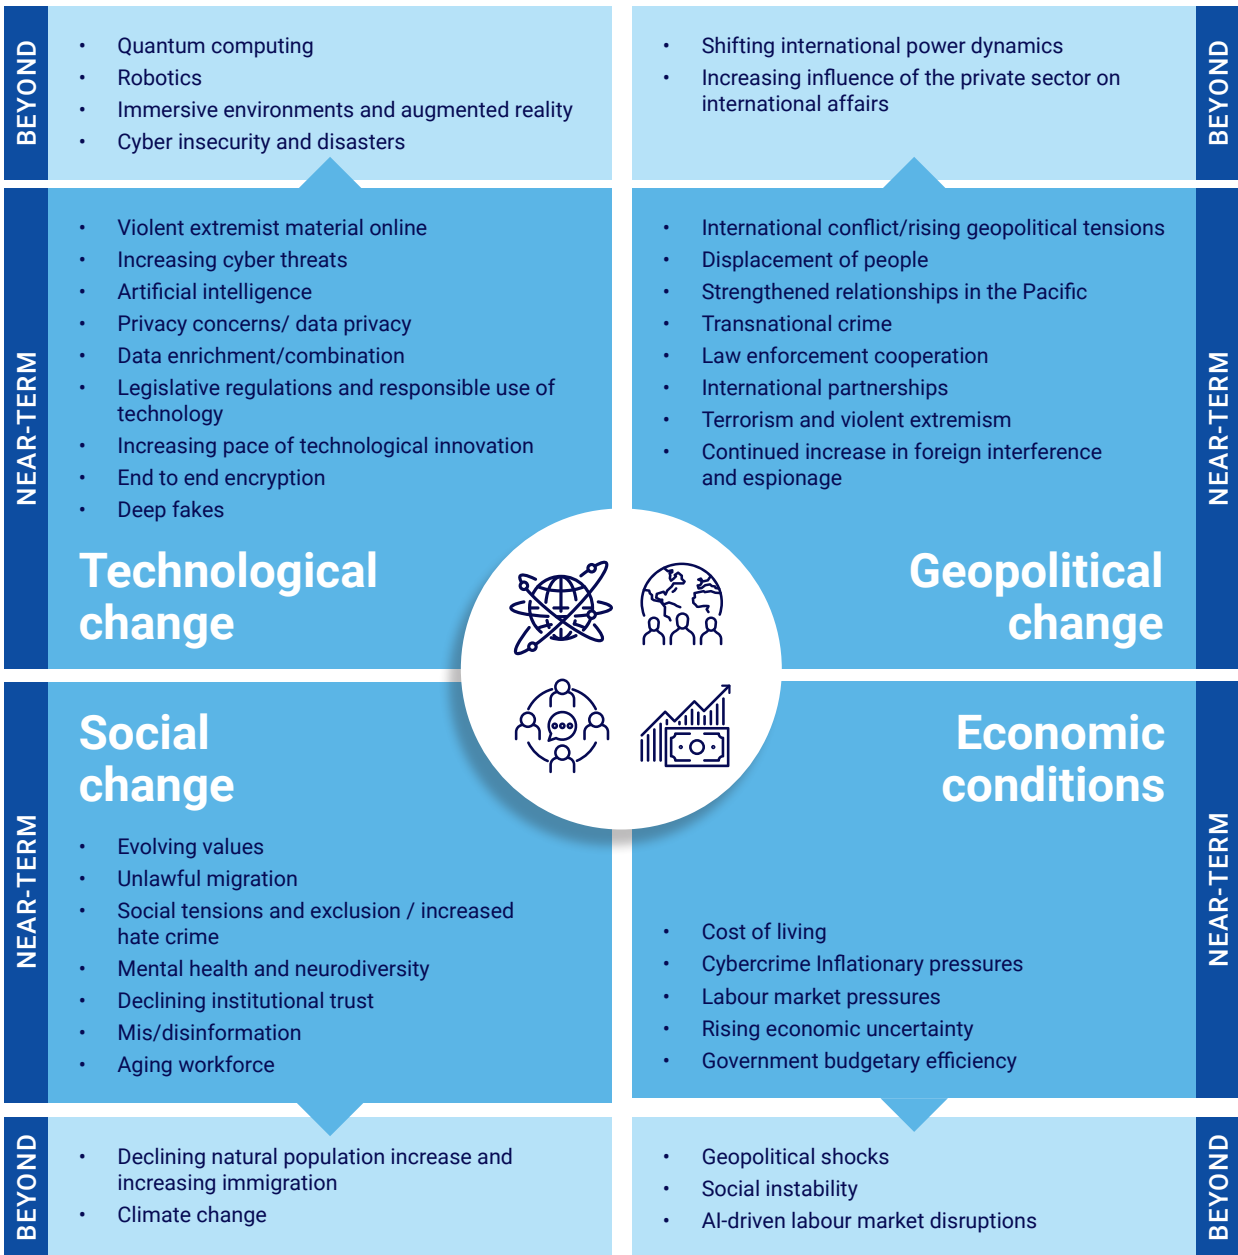 BEYOND
• Quantum computing
• Robotics
• Immersive environments and augmented reality
• Cyber insecurity and disasters
NEAR-TERM
• Violent extremist material online
• Increasing cyber threats
• Artificial intelligence
• Privacy concerns/ data privacy
• Data enrichment/combination
• Legislative regulations and responsible use of
technology
• Increasing pace of technological innovation
• End to end encryption
• Deep fakes
Technological
change
BEYOND
• Shifting international power dynamics
• Increasing influence of the private sector on
international affairs
NEAR-TERM
• International conflict/rising geopolitical tensions
• Displacement of people
• Strengthened relationships in the Pacific
• Transnational crime
• Law enforcement cooperation
• International partnerships
• Terrorism and violent extremism
• Continued increase in foreign interference
and espionage
Geopolitical
change
NEAR-TERM
Social
change
• Evolving values
• Unlawful migration
• Social tensions and exclusion / increased
hate crime
• Mental health and neurodiversity
• Declining institutional trust
• Mis/disinformation
• Aging workforce
BEYOND
• Declining natural population increase and
increasing immigration
• Climate change
NEAR-TERM
Economic
conditions
• Cost of living
• Cybercrime Inflationary pressures
• Labour market pressures
• Rising economic uncertainty
• Government budgetary efficiency
BEYOND
• Geopolitical shocks
• Social instability
• AI-driven labour market disruptions